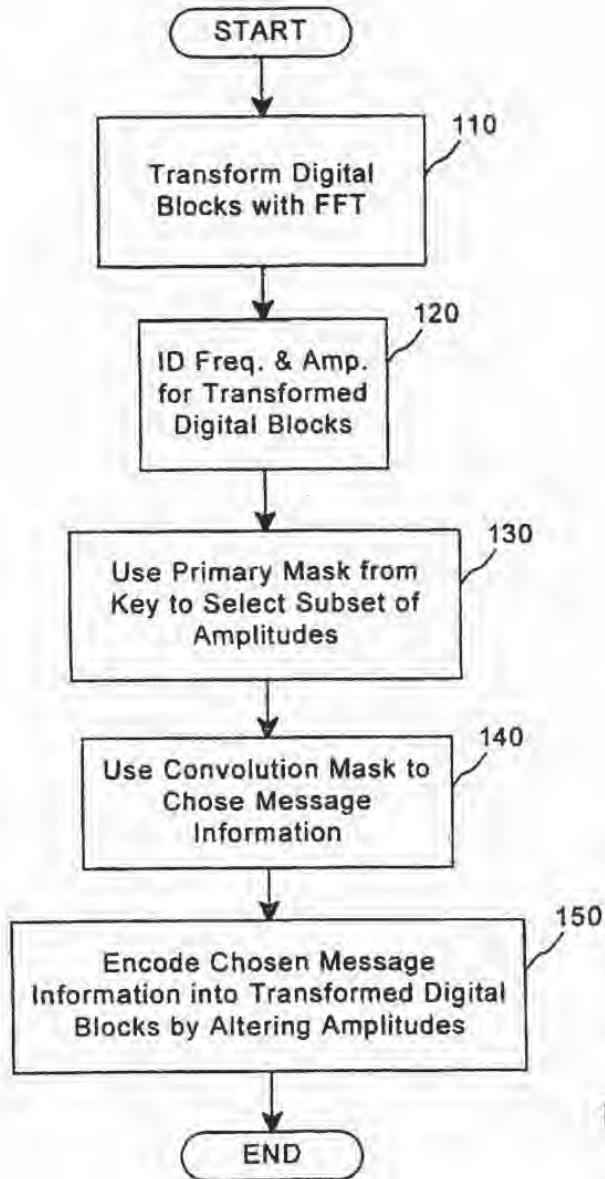 START
110
Transform Digital
Blocks with FFT
120
ID Freq. & Amp.
for Transformed
Digital Blocks
130
Use Primary Mask from
Key to Select Subset of
Amplitudes
140
Use Convolution Mask to
Chose Message
Information
150
Encode Chosen Message
Information into Transformed Digital
Blocks by Altering Amplitudes
END